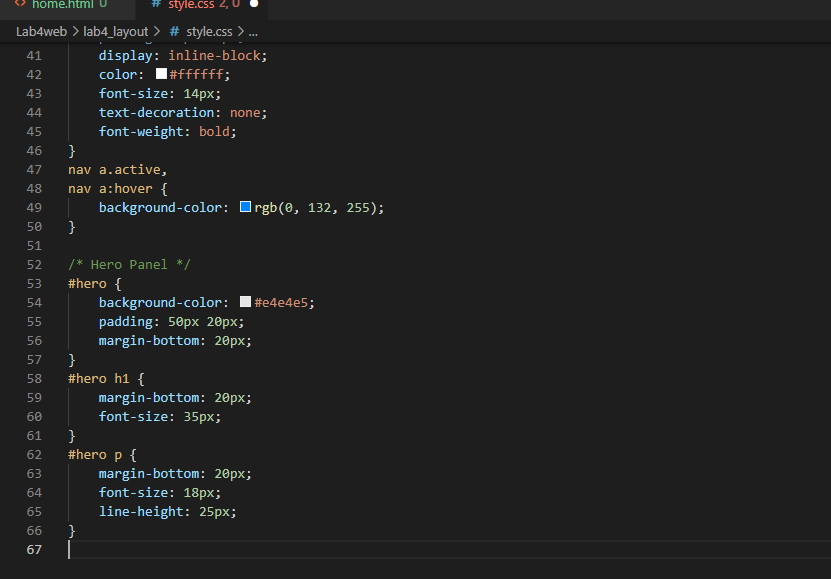 <> home.html U # style.css 2, U ●
Lab4web > lab4_layout > # style.css > ...
41 display: inline-block;
42 color: #ffffff;
43 font-size: 14px;
44 text-decoration: none;
45 font-weight: bold;
46 }
47 nav a.active,
48 nav a:hover {
49 background-color: rgb(0, 132, 255);
50 }
51
52 /* Hero Panel */
53 #hero {
54 background-color: #e4e4e5;
55 padding: 50px 20px;
56 margin-bottom: 20px;
57 }
58 #hero h1 {
59 margin-bottom: 20px;
60 font-size: 35px;
61 }
62 #hero p {
63 margin-bottom: 20px;
64 font-size: 18px;
65 line-height: 25px;
66 }
67